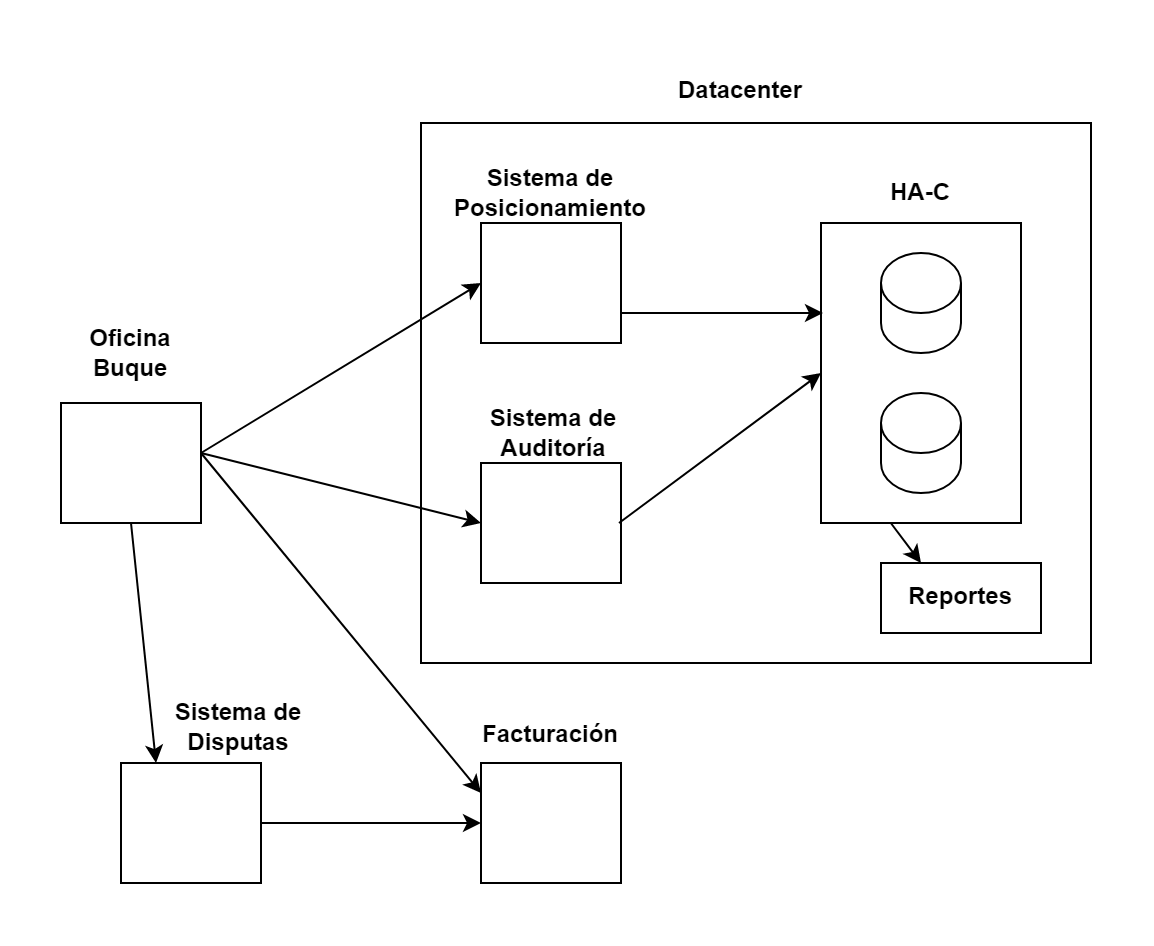 Datacenter
Sistema de
Posicionamiento
HA-C
Oficina
Buque
Sistema de
Auditoría
Reportes
Sistema de
Disputas
Facturación